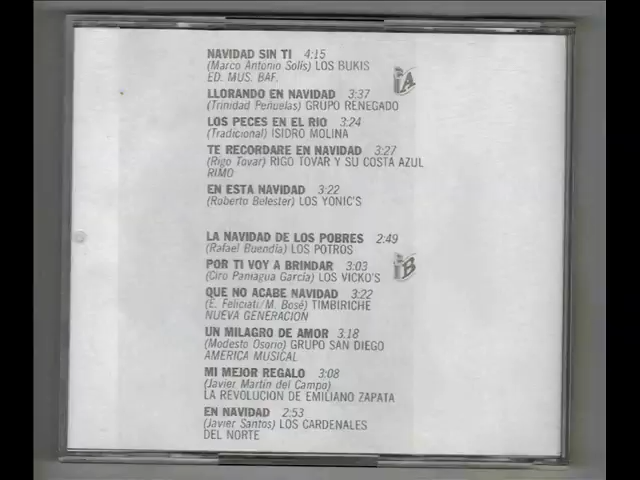 NAVIDAD SIN TI 4:15
(Marco Antonio Solís) LOS BUKIS
ED. MUS. BAF.
A
LLORANDO EN NAVIDAD 3:37
(Trinidad Peñuelas) GRUPO RENEGADO
LOS PECES EN EL RIO 3:24
(Tradicional) ISIDRO MOLINA
TE RECORDARE EN NAVIDAD 3:27
(Rigo Tovar) RIGO TOVAR Y SU COSTA AZUL
RIMO
EN ESTA NAVIDAD 3:22
(Roberto Belester) LOS YONIC'S
LA NAVIDAD DE LOS POBRES 2:49
(Rafael Buendía) LOS POTROS
POR TI VOY A BRINDAR 3:03
(Ciro Paniagua García) LOS VICKO'S
B
QUE NO ACABE NAVIDAD 3:22
(E. Feliciati/M. Bosé) TIMBIRICHE
NUEVA GENERACION
UN MILAGRO DE AMOR 3:18
(Modesto Osorio) GRUPO SAN DIEGO
AMERICA MUSICAL
MI MEJOR REGALO 3:08
(Javier Martín del Campo)
LA REVOLUCION DE EMILIANO ZAPATA
EN NAVIDAD 2:53
(Javier Santos) LOS CARDENALES
DEL NORTE